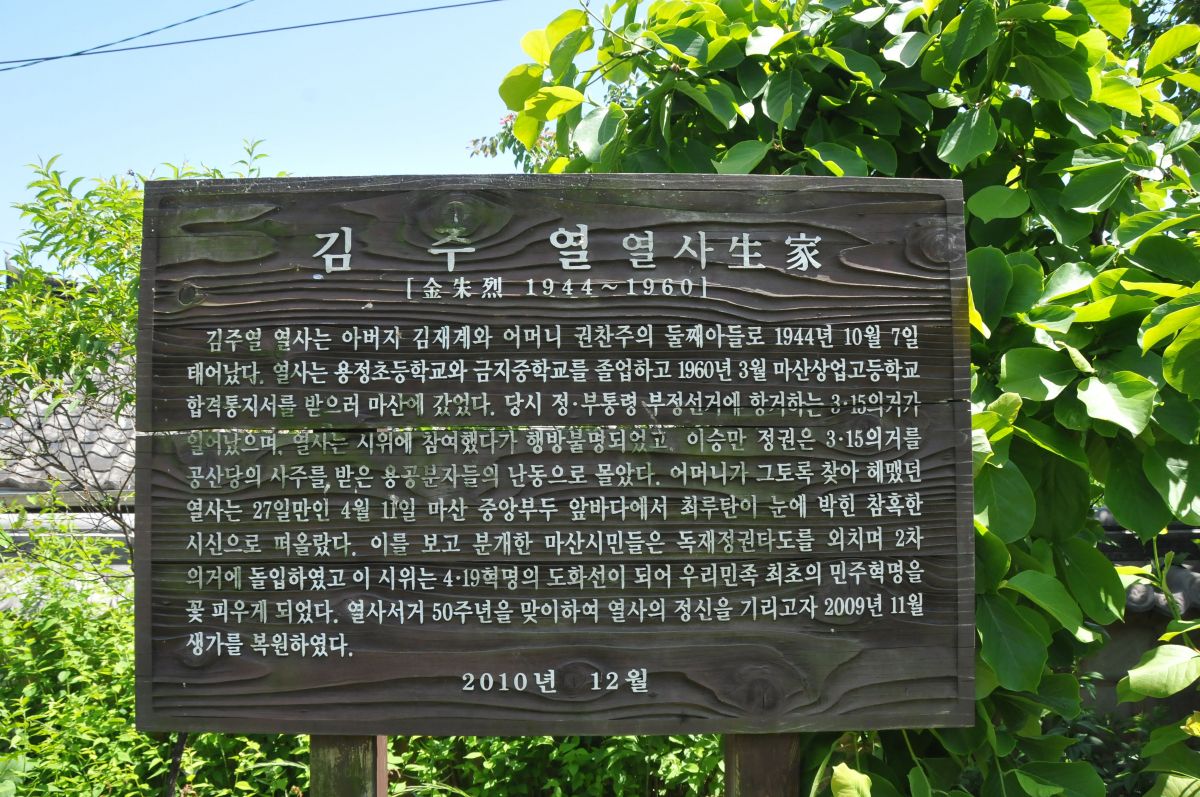 김주열 열사生家
[金朱烈 1944~1960]
김주열 열사는 아버지 김재계와 어머니 권찬주의 둘째아들로 1944년 10월 7일
태어났다. 열사는 용정초등학교와 금지중학교를 졸업하고 1960년 3월 마산상업고등학교
합격통지서를 받으러 마산에 갔었다. 당시 정·부통령 부정선거에 항거하는 3·15의거가
일어났으며, 열사는 시위에 참여했다가 행방불명되었고, 이승만 정권은 3·15의거를
공산당의 사주를 받은 용공분자들의 난동으로 몰았다. 어머니가 그토록 찾아 헤맸던
열사는 27일만인 4월 11일 마산 중앙부두 앞바다에서 최루탄이 눈에 박힌 참혹한
시신으로 떠올랐다. 이를 보고 분개한 마산시민들은 독재정권타도를 외치며 2차
의거에 돌입하였고 이 시위는 4·19혁명의 도화선이 되어 우리민족 최초의 민주혁명을
꽃 피우게 되었다. 열사서거 50주년을 맞이하여 열사의 정신을 기리고자 2009년 11월
생가를 복원하였다.
2010년 12월